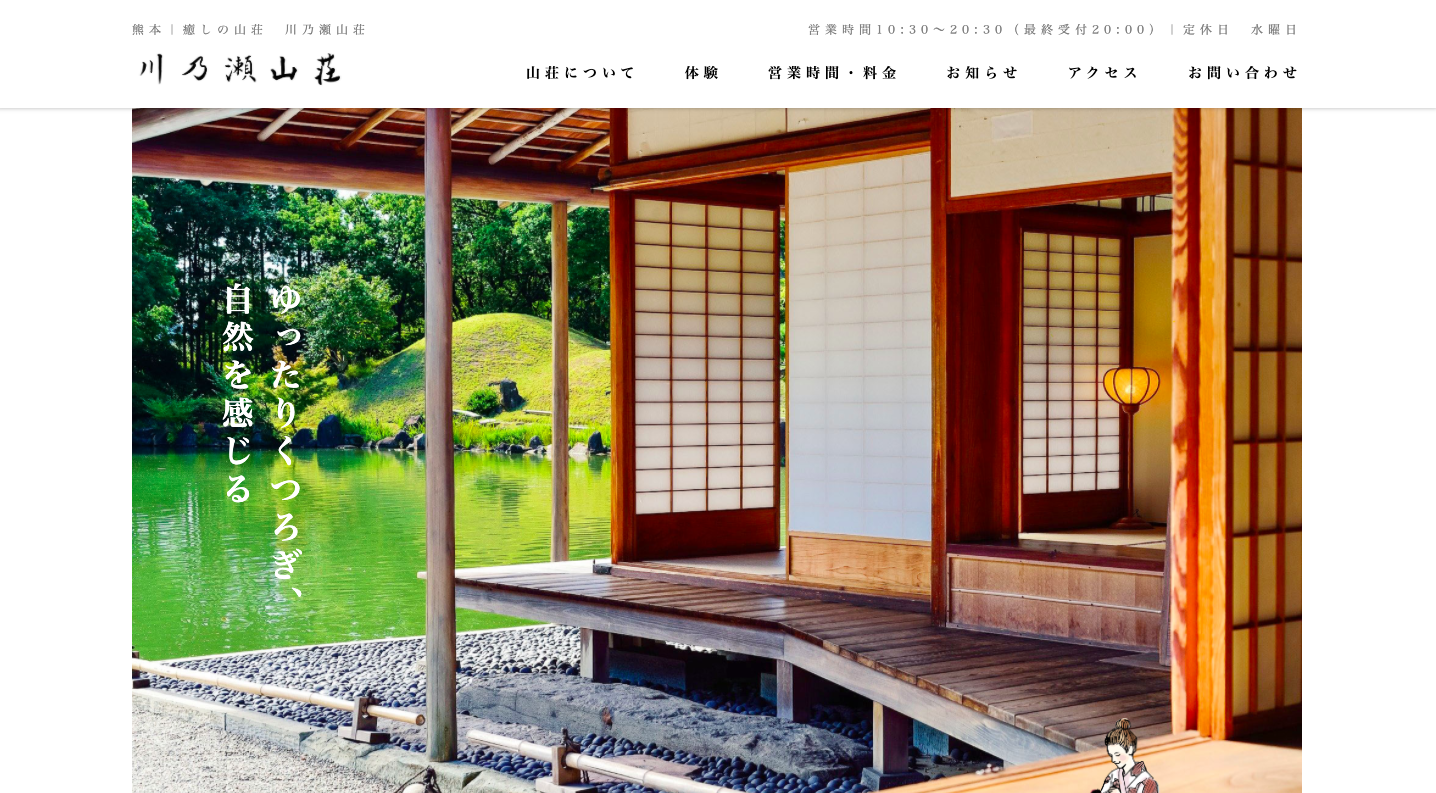 熊本｜癒しの山荘　川乃瀬山荘
営業時間10:30〜20:30（最終受付20:00）｜定休日　水曜日
川乃瀬山荘
山荘について　体験　営業時間・料金　お知らせ　アクセス　お問い合わせ
ゆったりくつろぎ、
自然を感じる